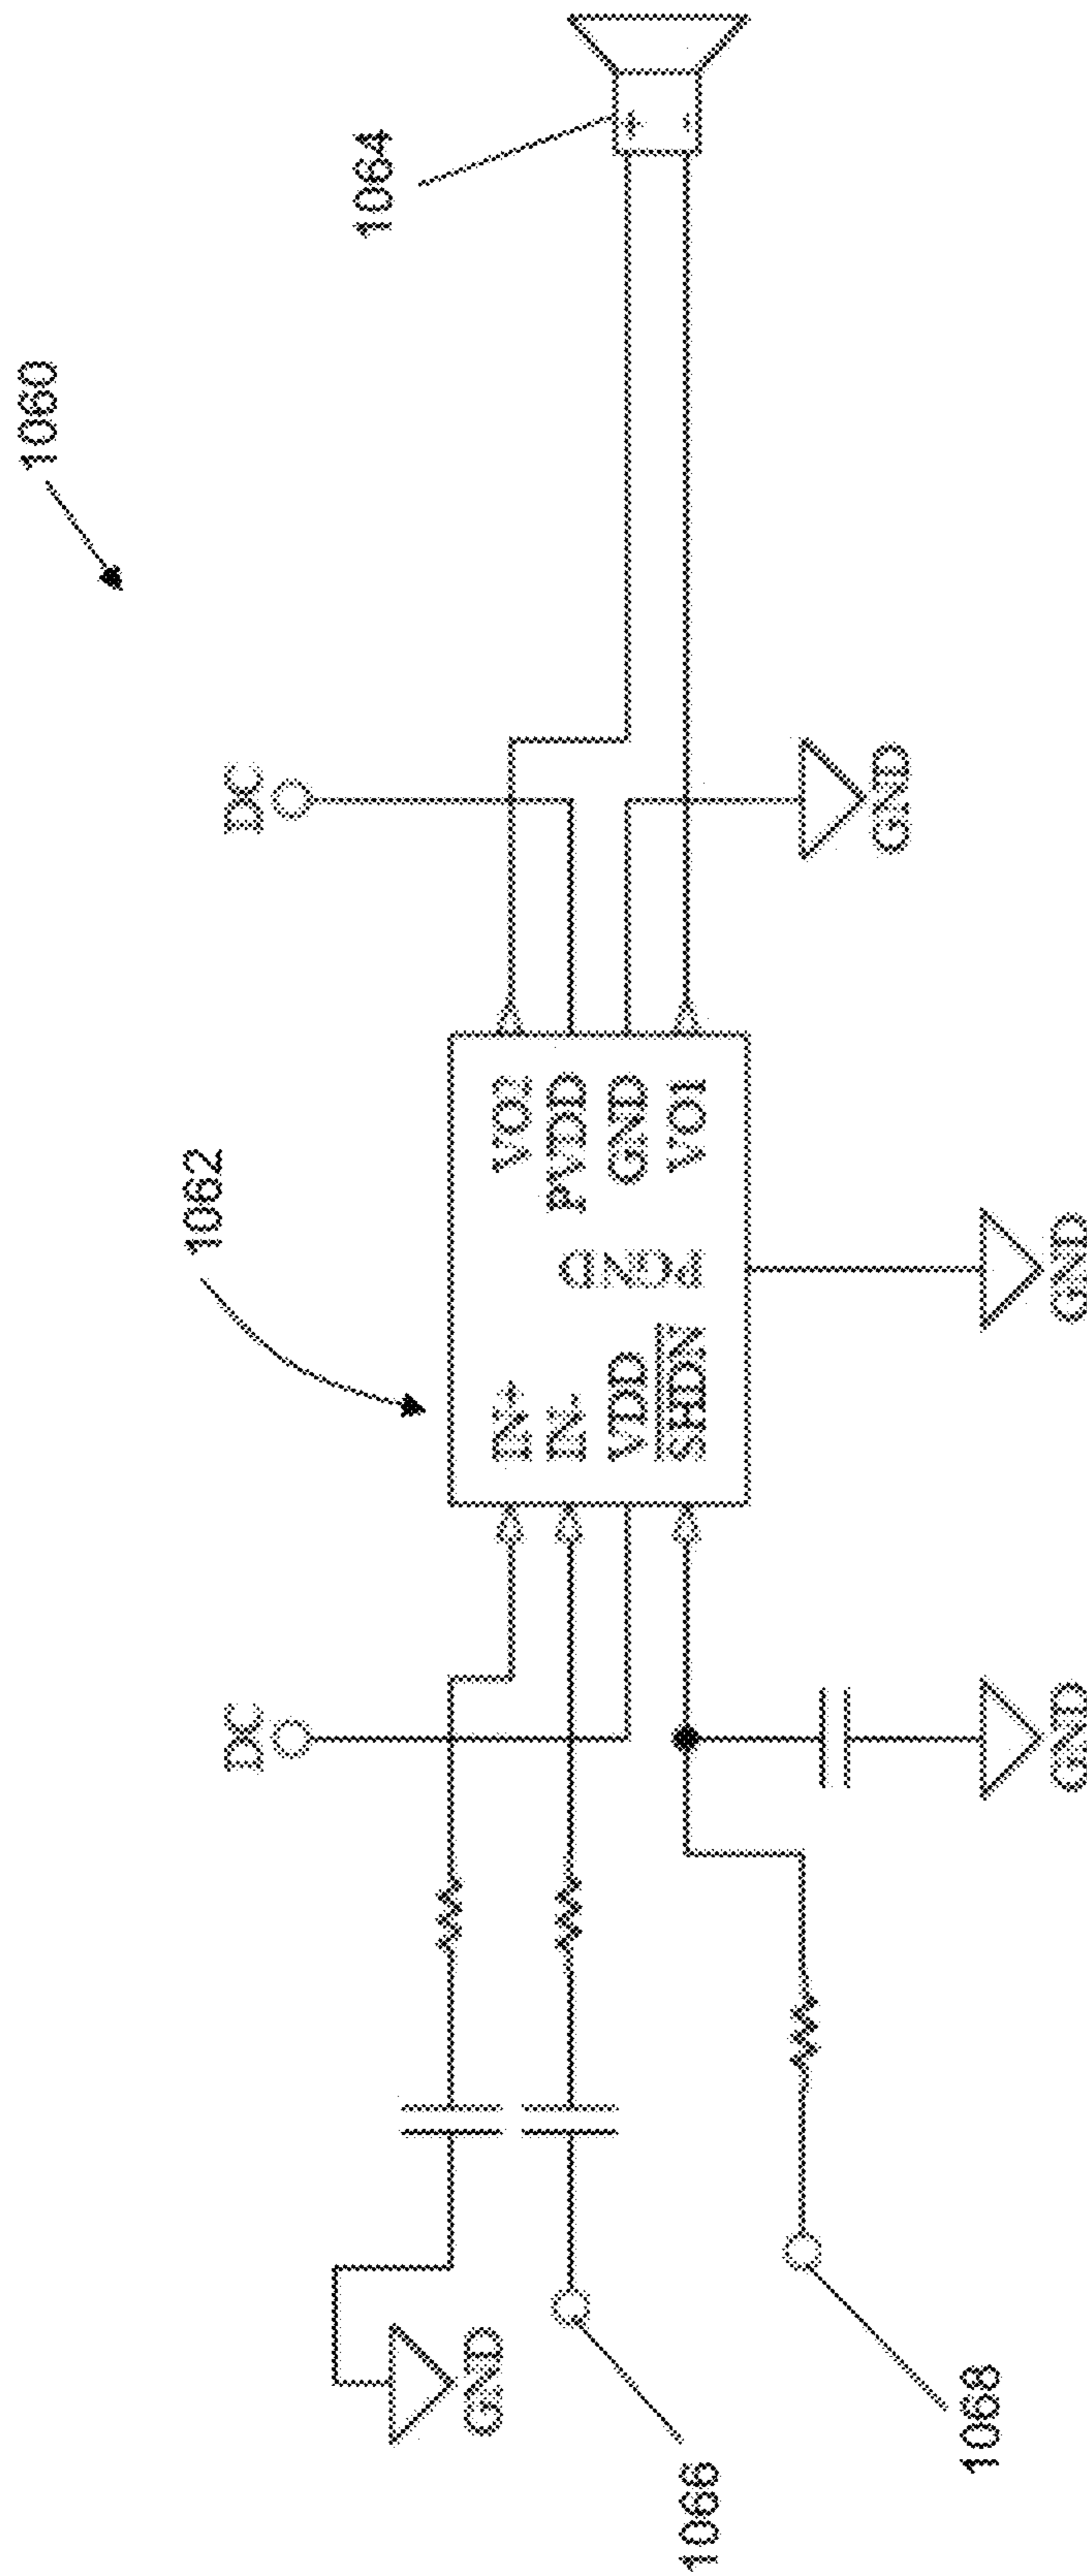 1060
1062
DC
DC
1064
GND
IN+
IN-
VDD
SHDN
PGND
VO2
PVDD
GND
VO1
1066
GND
1068
GND
GND